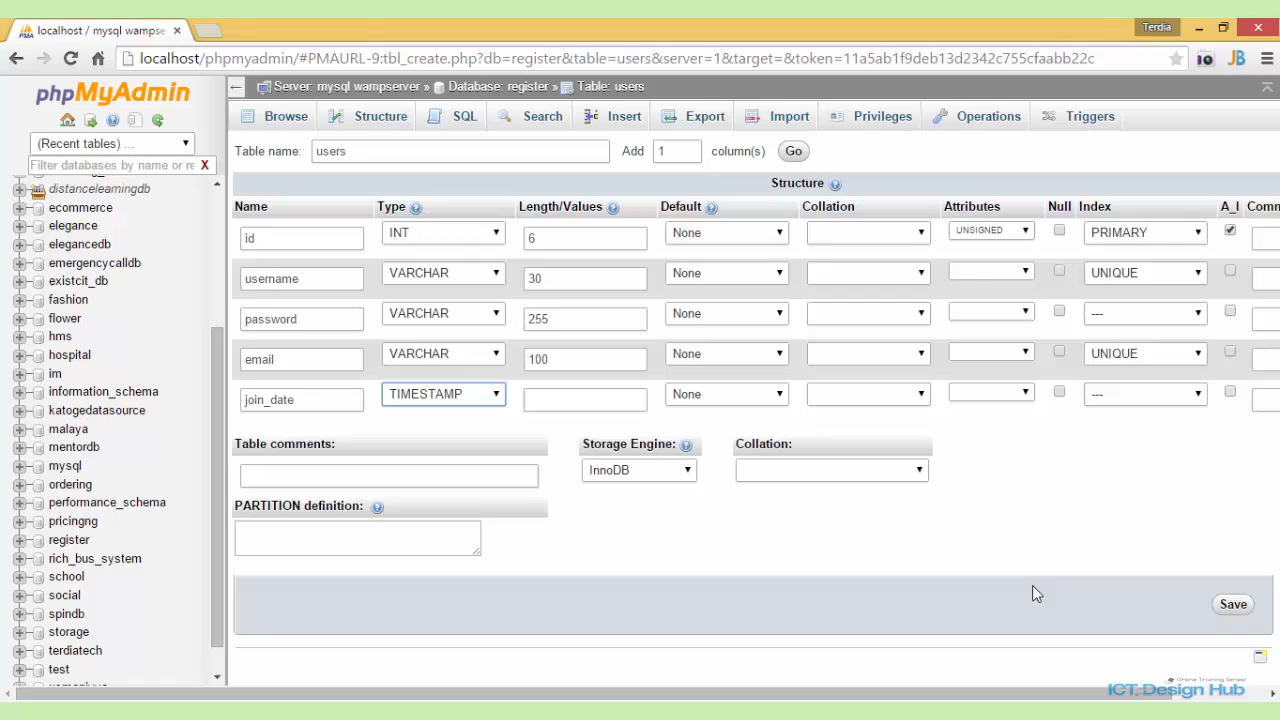 localhost / mysql wampse
Terdia
localhost/phpmyadmin/#PMAURL-9:tbl_create.php?db=register&table=users&server=1&target=&token=11a5ab1f9deb13d2342e755cfaabb22c
phpMyAdmin
(Recent tables) ...
Filter databases by name or re X
distancelearningdb
ecommerce
elegance
elegancedb
emergencycalldb
existcit_db
fashion
flower
hms
hospital
im
information_schema
katogedatasource
malaya
mentordb
mysql
ordering
performance_schema
pricingng
register
rich_bus_system
school
social
spindb
storage
terdiatech
test
Server: mysql wampserver » Database: register » Table: users
Browse Structure SQL Search Insert Export Import Privileges Operations Triggers
Table name: users Add 1 column(s) Go
Structure
Name Type Length/Values Default Collation Attributes Null Index A_I Comm
id INT 6 None UNSIGNED PRIMARY
username VARCHAR 30 None UNIQUE
password VARCHAR 255 None ---
email VARCHAR 100 None UNIQUE
join_date TIMESTAMP None ---
Table comments: Storage Engine: Collation:
InnoDB
PARTITION definition:
Save
Online Training Series!
ICT Design Hub